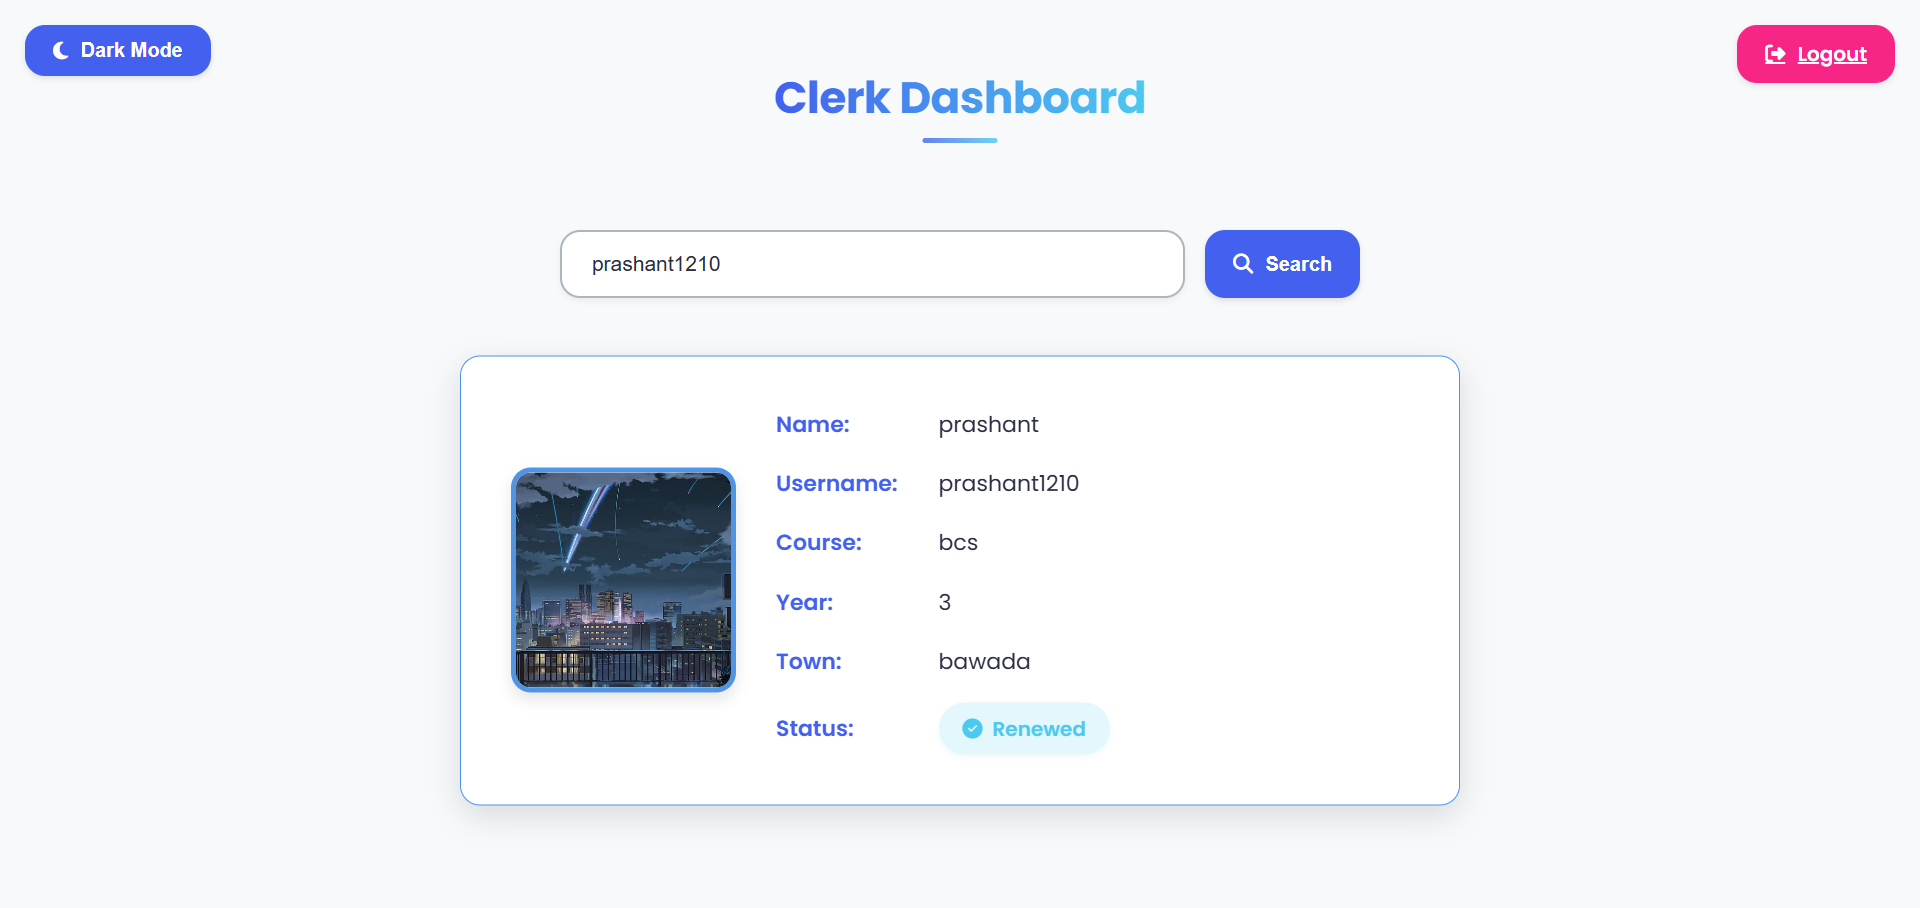 Dark Mode
Logout
Clerk Dashboard
prashant1210
Search
Name: prashant
Username: prashant1210
Course: bcs
Year: 3
Town: bawada
Status: Renewed